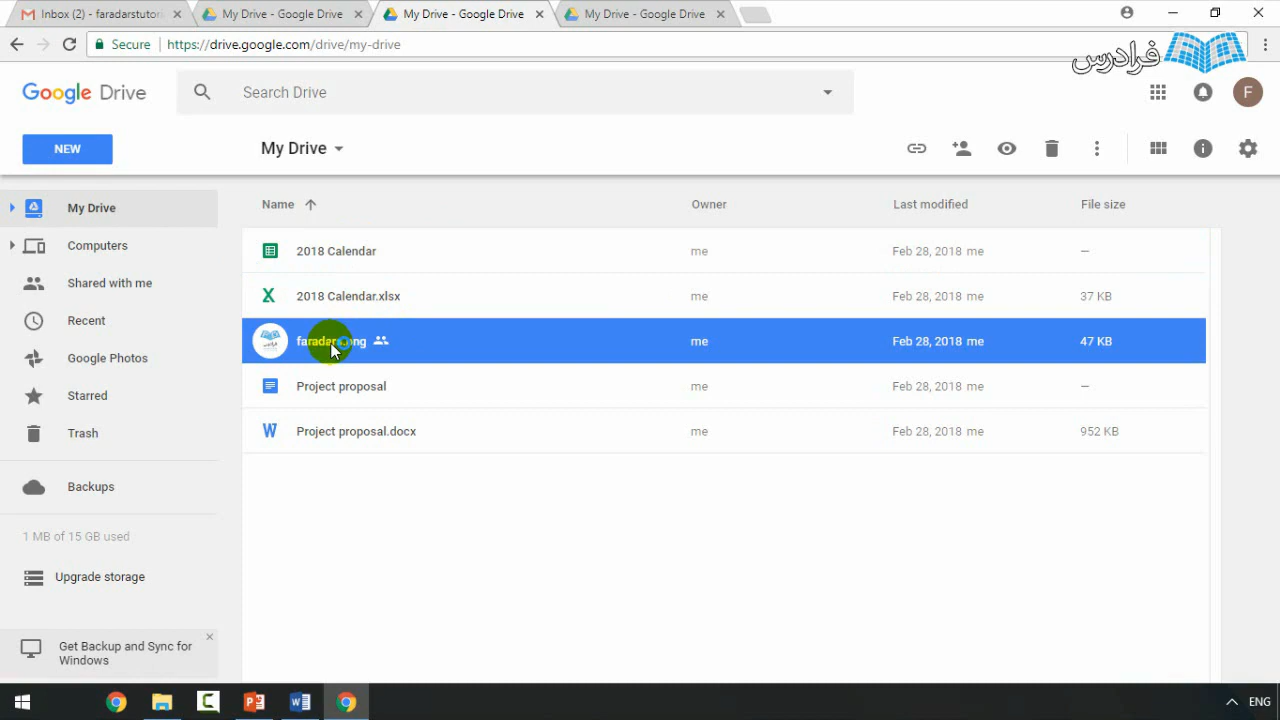 Inbox (2) - faradarstutor
My Drive - Google Drive
My Drive - Google Drive
My Drive - Google Drive
Secure https://drive.google.com/drive/my-drive
فرادرس
Google Drive
Search Drive
F
NEW
My Drive
My Drive
Computers
Shared with me
Recent
Google Photos
Starred
Trash
Backups
1 MB of 15 GB used
Upgrade storage
Get Backup and Sync for
Windows
Name Owner Last modified File size
2018 Calendar me Feb 28, 2018 me –
2018 Calendar.xlsx me Feb 28, 2018 me 37 KB
faradars.png me Feb 28, 2018 me 47 KB
Project proposal me Feb 28, 2018 me –
Project proposal.docx me Feb 28, 2018 me 952 KB
ENG